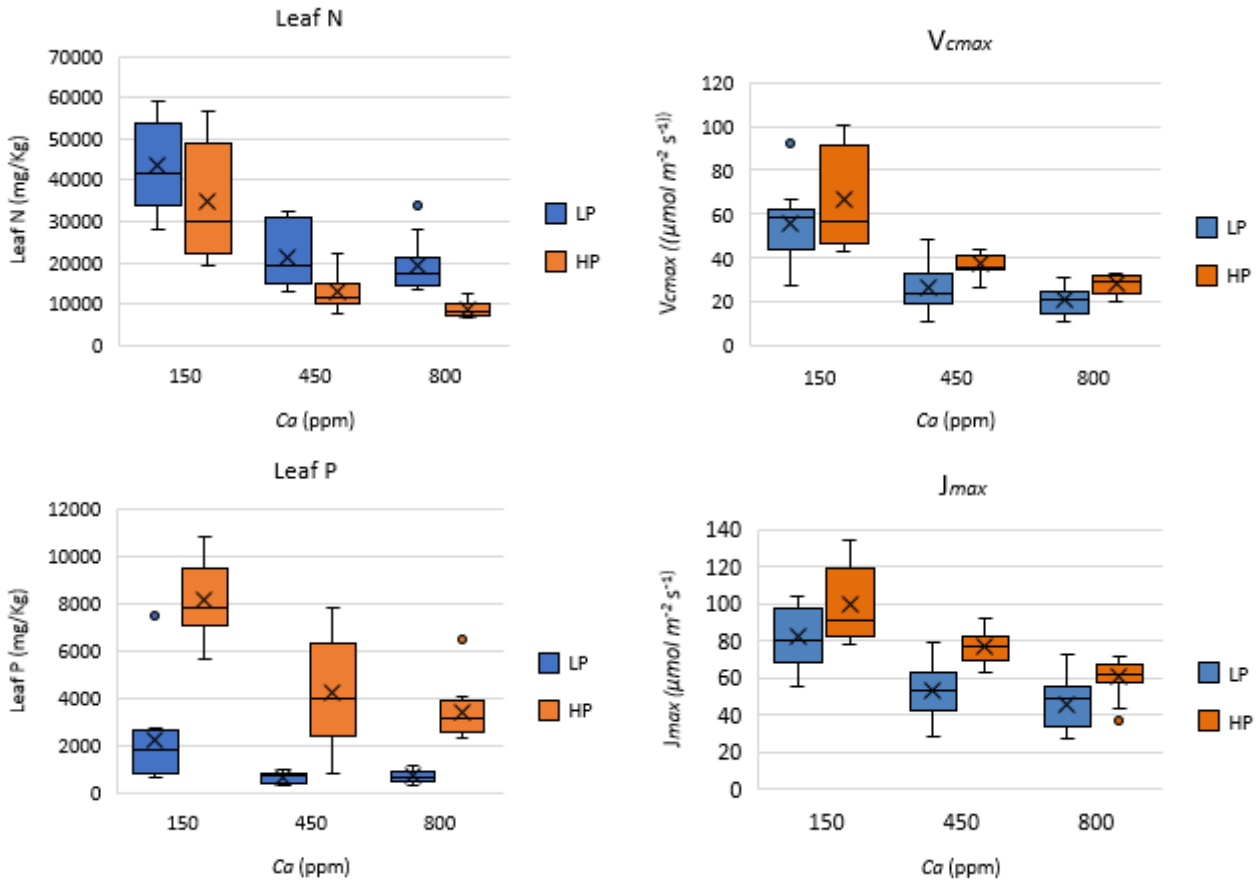 Leaf N
70000
60000
50000
40000
30000
20000
10000
0
Leaf N (mg/Kg)
150 450 800
Ca (ppm)
LP
HP
Vcmax
120
100
80
60
40
20
0
Vcmax ((μmol m⁻² s⁻¹))
150 450 800
Ca (ppm)
LP
HP
Leaf P
12000
10000
8000
6000
4000
2000
0
Leaf P (mg/Kg)
150 450 800
Ca (ppm)
LP
HP
Jmax
140
120
100
80
60
40
20
0
Jmax (μmol m⁻² s⁻¹)
150 450 800
Ca (ppm)
LP
HP